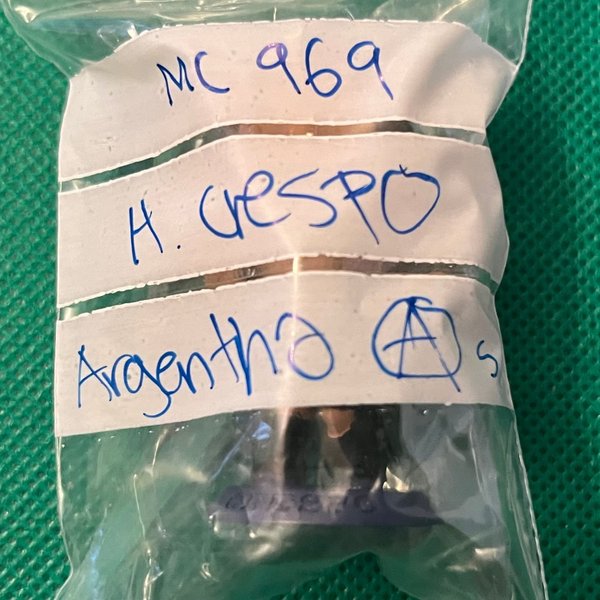 MC 969
H. CRESPO
Argentina Ⓐ s